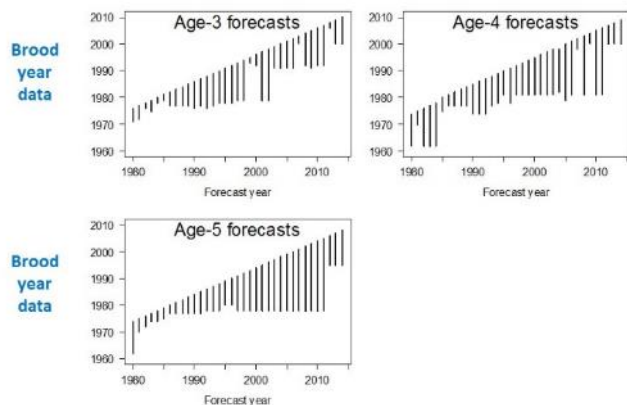 Age-3 forecasts
Age-4 forecasts
Brood
year
data
2010
2000
1990
1980
1970
1960
2010
2000
1990
1980
1970
1960
1980 1990 2000 2010
1980 1990 2000 2010
Forecast year
Forecast year
Age-5 forecasts
Brood
year
data
2010
2000
1990
1980
1970
1960
1980 1990 2000 2010
Forecast year